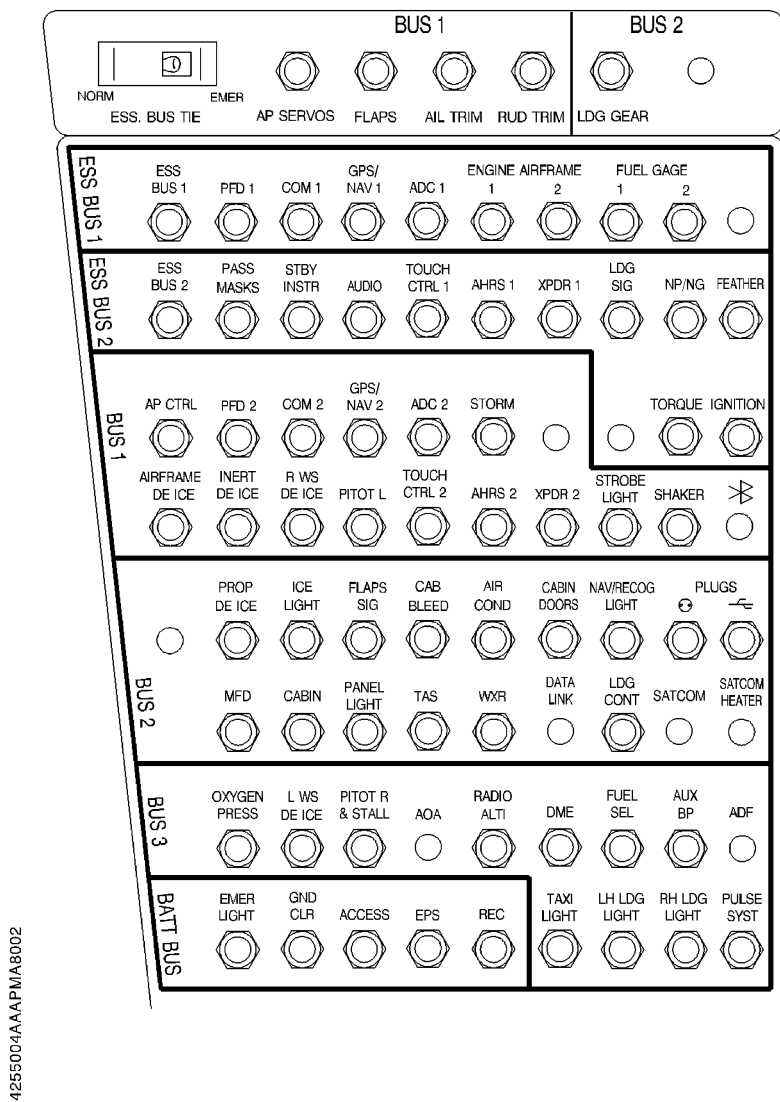 BUS 1
BUS 2
NORM
EMER
ESS. BUS TIE
AP SERVOS
FLAPS
AIL TRIM
RUD TRIM
LDG GEAR
ESS BUS 1
ESS
BUS 1
PFD 1
COM 1
GPS/
NAV 1
ADC 1
ENGINE AIRFRAME
1
2
FUEL GAGE
1
2
ESS BUS 2
ESS
BUS 2
PASS
MASKS
STBY
INSTR
AUDIO
TOUCH
CTRL 1
AHRS 1
XPDR 1
LDG
SIG
NP/NG
FEATHER
BUS 1
AP CTRL
PFD 2
COM 2
GPS/
NAV 2
ADC 2
STORM
TORQUE
IGNITION
AIRFRAME
DE ICE
INERT
DE ICE
R WS
DE ICE
PITOT L
TOUCH
CTRL 2
AHRS 2
XPDR 2
STROBE
LIGHT
SHAKER
BUS 2
PROP
DE ICE
ICE
LIGHT
FLAPS
SIG
CAB
BLEED
AIR
COND
CABIN
DOORS
NAV/RECOG
LIGHT
PLUGS
MFD
CABIN
PANEL
LIGHT
TAS
WXR
DATA
LINK
LDG
CONT
SATCOM
SATCOM
HEATER
BUS 3
OXYGEN
PRESS
L WS
DE ICE
PITOT R
& STALL
AOA
RADIO
ALTI
DME
FUEL
SEL
AUX
BP
ADF
BATT BUS
EMER
LIGHT
GND
CLR
ACCESS
EPS
REC
TAXI
LIGHT
LH LDG
LIGHT
RH LDG
LIGHT
PULSE
SYST
4255004AAAPMA8002